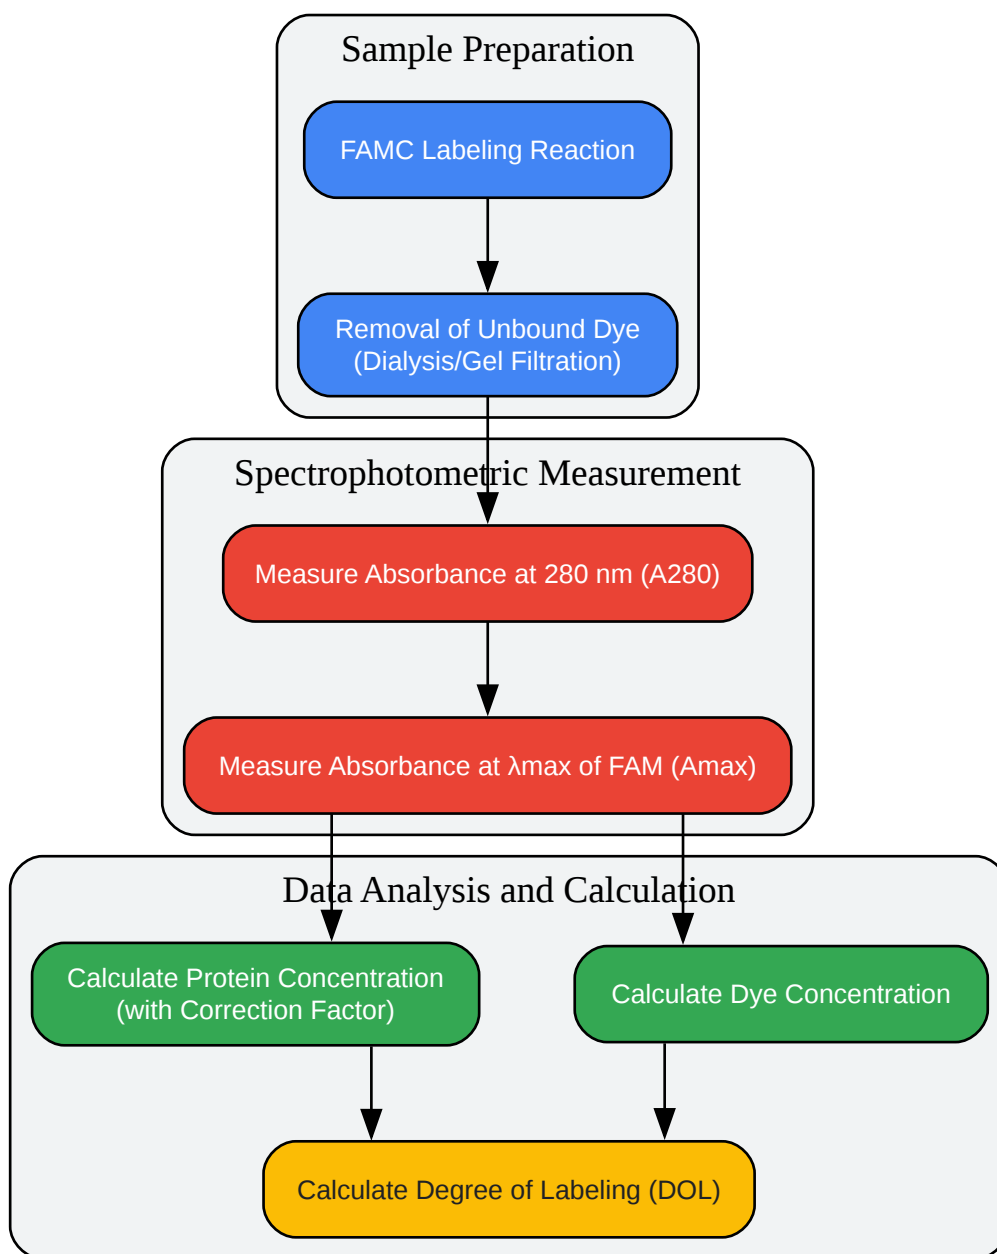 Sample Preparation
FAMC Labeling Reaction
Removal of Unbound Dye
(Dialysis/Gel Filtration)
Spectrophotometric Measurement
Measure Absorbance at 280 nm (A280)
Measure Absorbance at λmax of FAM (Amax)
Data Analysis and Calculation
Calculate Protein Concentration
(with Correction Factor)
Calculate Dye Concentration
Calculate Degree of Labeling (DOL)